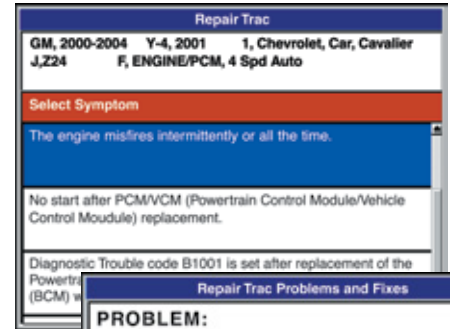 Repair Trac
GM, 2000-2004 Y-4, 2001 1, Chevrolet, Car, Cavalier
J,Z24 F, ENGINE/PCM, 4 Spd Auto
Select Symptom
The engine misfires intermittently or all the time.
No start after PCM/VCM (Powertrain Control Module/Vehicle
Control Moudule) replacement.
Diagnostic Trouble code B1001 is set after replacement of the
Powertra
(BCM) w
Repair Trac Problems and Fixes
PROBLEM: